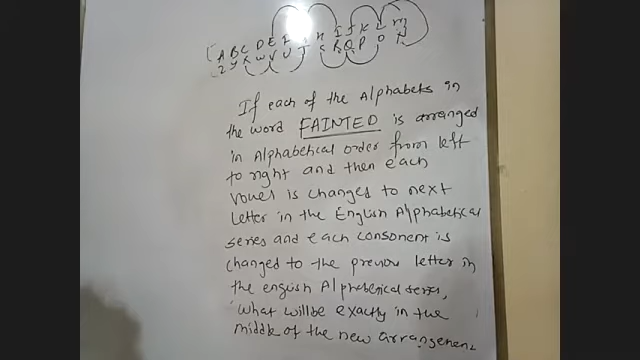 A B C D E F G H I J K L M
Z Y X W V U T S R Q P O N
If each of the Alphabets in
the word FAINTED is arranged
in Alphabetical order from left
to right and then each
vowel is changed to next
letter in the English Alphabetical
series and each consonent is
changed to the previous letter in
the english Alphabetical series,
what will be exactly in the
middle of the new arrangement